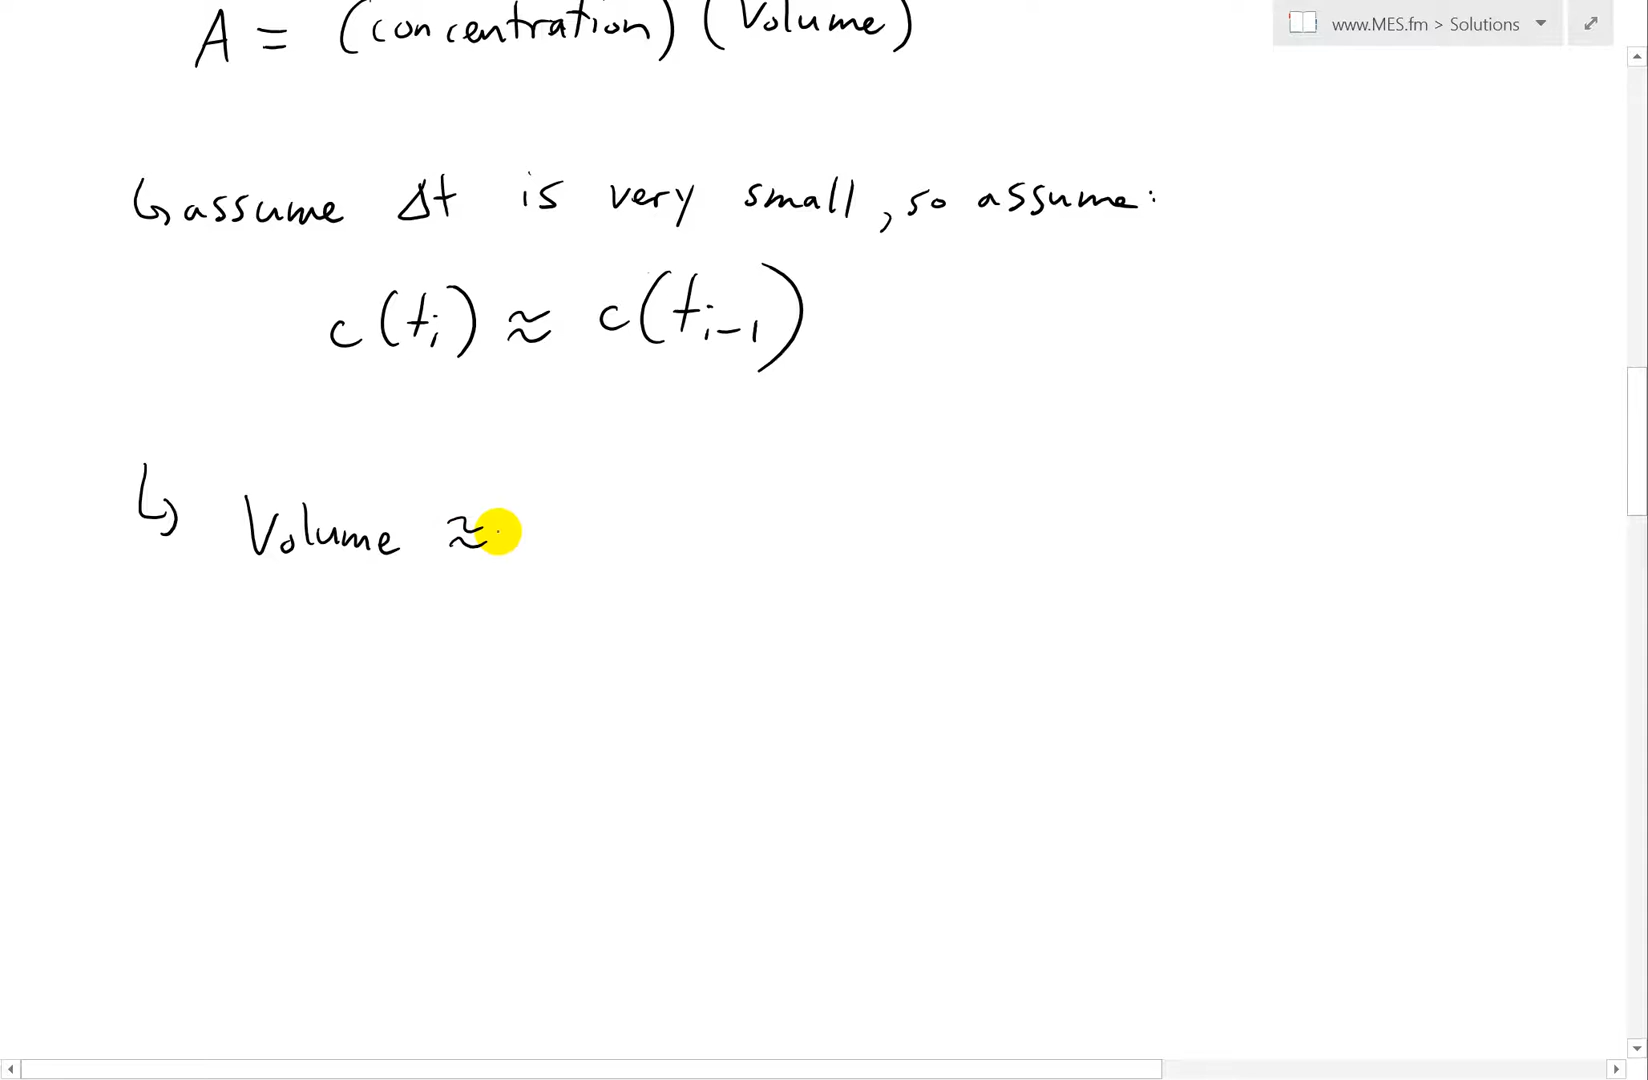 A = (concentration) (Volume)
www.MES.fm > Solutions
↳ assume Δt is very small, so assume:
c(tᵢ) ≈ c(tᵢ₋₁)
↳ Volume ≈